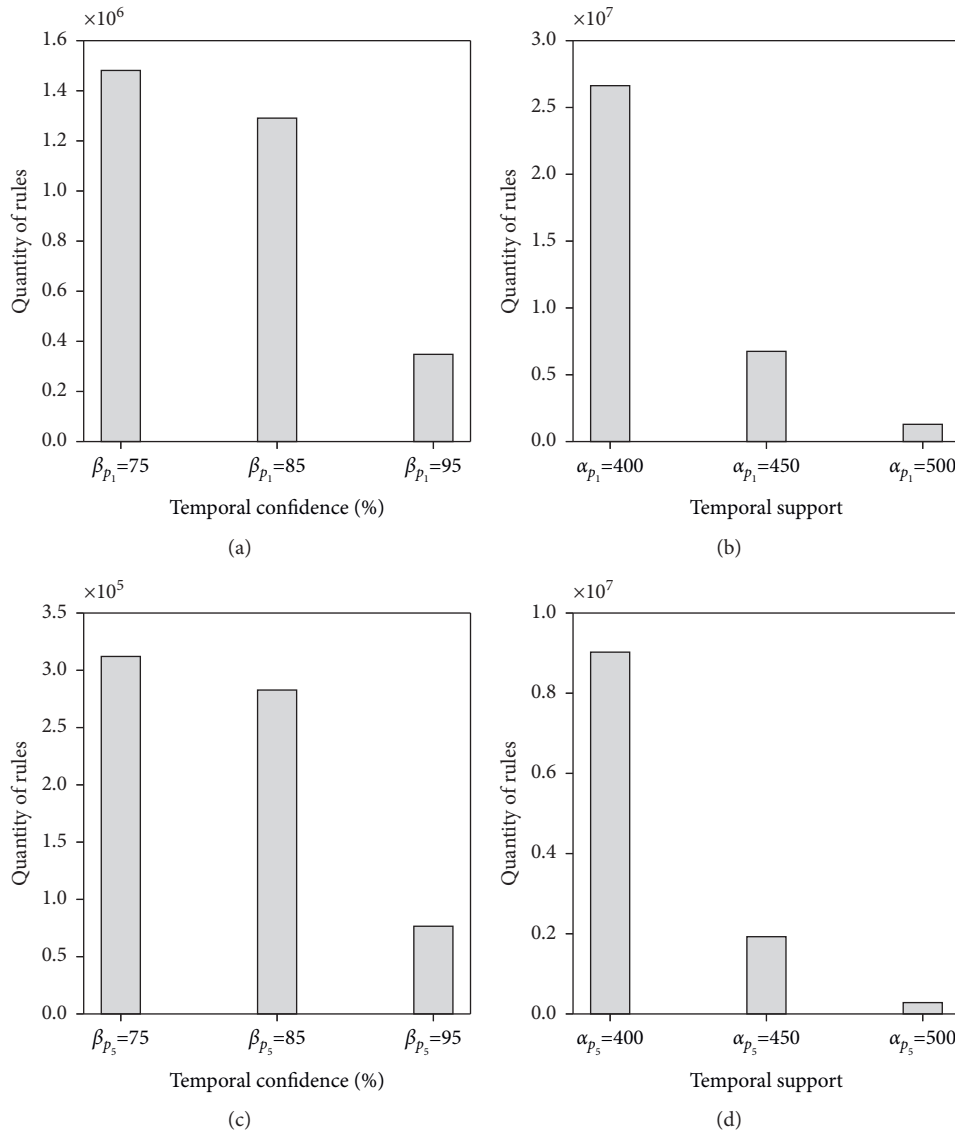 ×10⁶
1.6
1.4
1.2
1.0
0.8
0.6
0.4
0.2
0.0
Quantity of rules
βp₁=75
βp₁=85
βp₁=95
Temporal confidence (%)
(a)
×10⁷
3.0
2.5
2.0
1.5
1.0
0.5
0.0
Quantity of rules
αp₁=400
αp₁=450
αp₁=500
Temporal support
(b)
×10⁵
3.5
3.0
2.5
2.0
1.5
1.0
0.5
0.0
Quantity of rules
βp₅=75
βp₅=85
βp₅=95
Temporal confidence (%)
(c)
×10⁷
1.0
0.8
0.6
0.4
0.2
0.0
Quantity of rules
αp₅=400
αp₅=450
αp₅=500
Temporal support
(d)